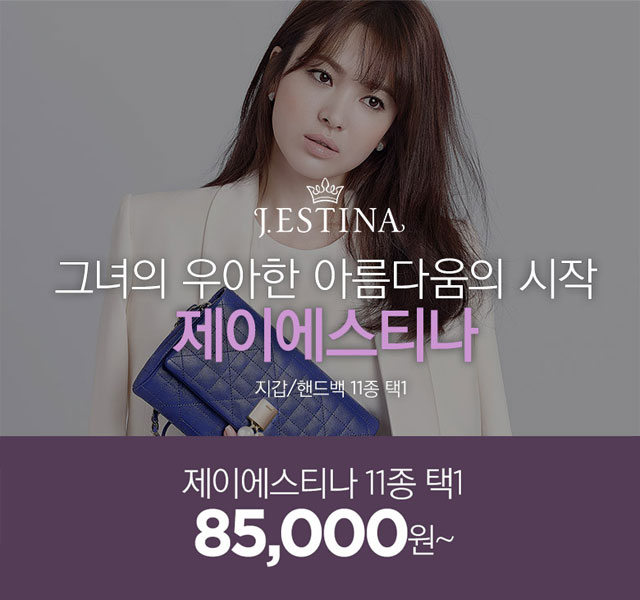 J.ESTINA
그녀의 우아한 아름다움의 시작
제이에스티나
지갑/핸드백 11종 택1
제이에스티나 11종 택1
85,000원~